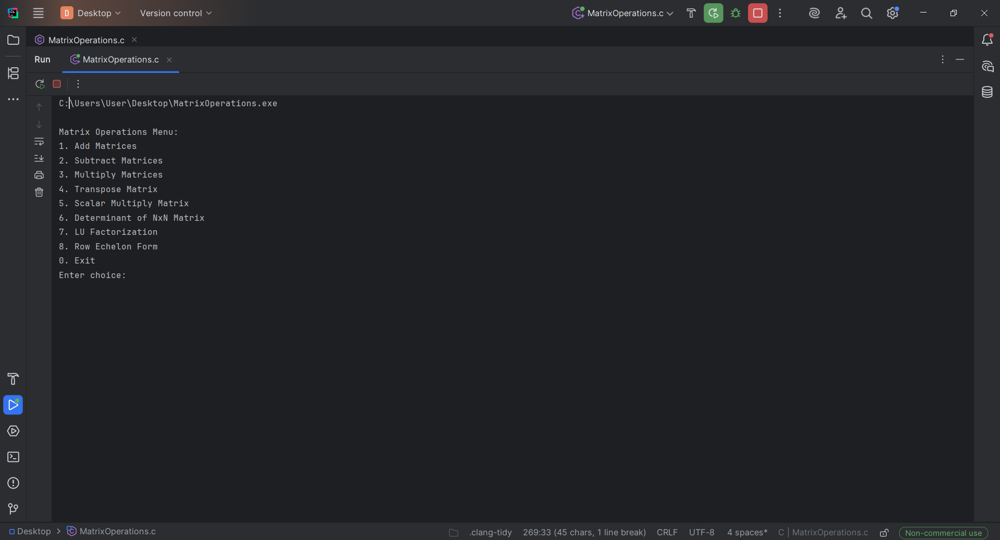 D Desktop Version control MatrixOperations.c
MatrixOperations.c
Run MatrixOperations.c
C:\Users\User\Desktop\MatrixOperations.exe
Matrix Operations Menu:
1. Add Matrices
2. Subtract Matrices
3. Multiply Matrices
4. Transpose Matrix
5. Scalar Multiply Matrix
6. Determinant of NxN Matrix
7. LU Factorization
8. Row Echelon Form
0. Exit
Enter choice:
Desktop > MatrixOperations.c .clang-tidy 269:33 (45 chars, 1 line break) CRLF UTF-8 4 spaces* C | MatrixOperations.c Non-commercial use